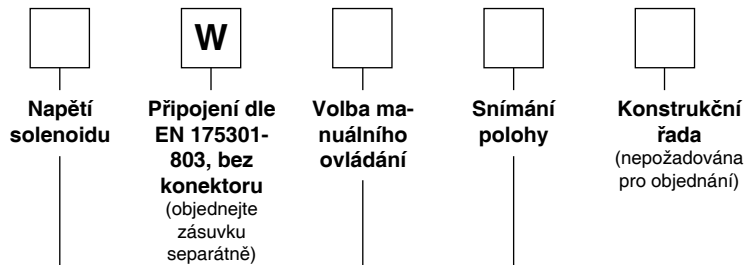 W
Napětí
solenoidu
Připojení dle
EN 175301-
803, bez
konektoru
(objednejte
zásuvku
separátně)
Volba ma-
nuálního
ovládání
Snímání
polohy
Konstrukční
řada
(nepožadována
pro objednání)